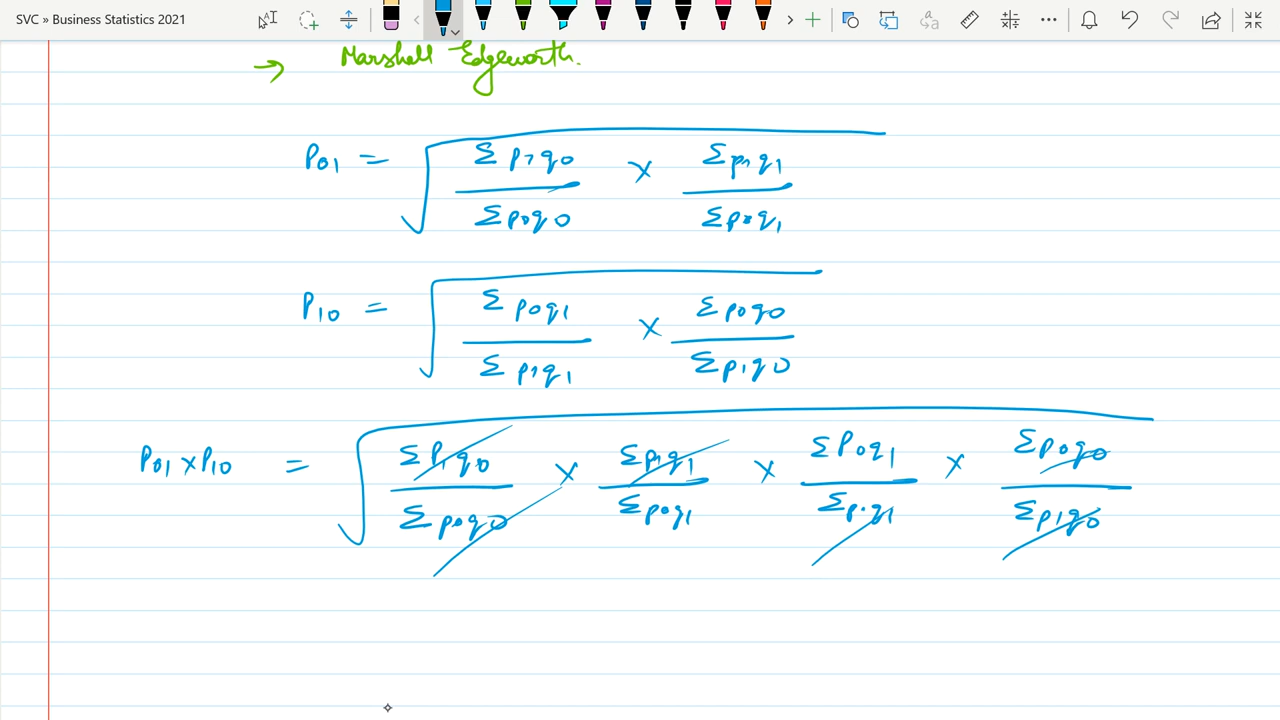 SVC » Business Statistics 2021
→ Marshall Edgeworth.
P01 = √ Σp1q0 / Σp0q0 × Σp1q1 / Σp0q1
P10 = √ Σp0q1 / Σp1q1 × Σp0q0 / Σp1q0
P01 × P10 = √ Σp1q0 / Σp0q0 × Σp1q1 / Σp0q1 × Σp0q1 / Σp1q1 × Σp0q0 / Σp1q0